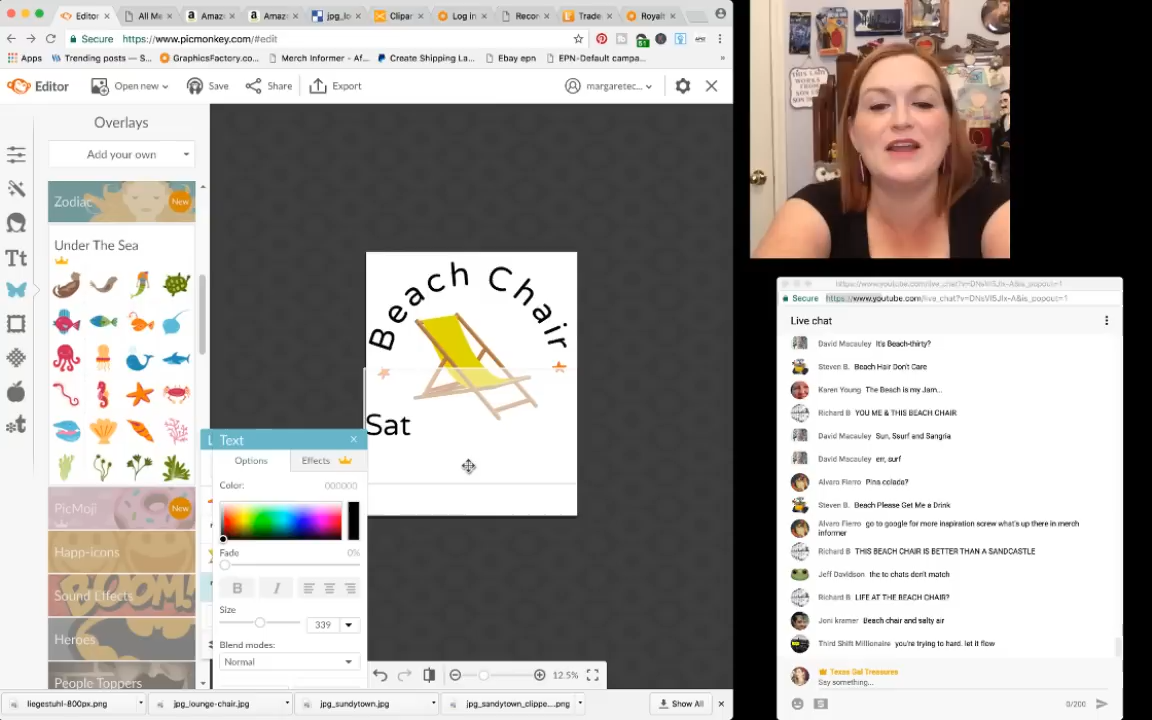 Editor
All Me
Amaz
Amaz
jpg_lo
Clipar
Log in
Recor
Trade
Royalt
Secure
https://www.picmonkey.com/#edit
Apps
Trending posts — S...
GraphicsFactory.co...
Merch Informer - Af...
Create Shipping La...
Ebay epn
EPN-Default campa...
Editor
Open new
Save
Share
Export
margaretec...
Overlays
Add your own
Zodiac
New
Under The Sea
PicMoji
New
Happ-icons
Sound Effects
Heroes
People Toppers
Beach Chair
Sat
Text
Options
Effects
Color:
000000
Fade
0%
B
I
Size
339
Blend modes:
Normal
12.5%
liegestuhl-800px.png
jpg_lounge-chair.jpg
jpg_sandytown.jpg
jpg_sandytown_clippe....png
Show All
THIS LADY
WORKS
Secure
Live chat
David Macauley It's Beach-thirty?
Steven B. Beach Hair Don't Care
Karen Young The Beach is my Jam...
Richard B YOU ME & THIS BEACH CHAIR
David Macauley Sun, Ssurf and Sangria
David Macauley err, surf
Alvaro Fierro Pina colada?
Steven B. Beach Please Get Me a Drink
Alvaro Fierro go to google for more inspiration screw what's up there in merch
informer
Richard B THIS BEACH CHAIR IS BETTER THAN A SANDCASTLE
Jeff Davidson the tc chats don't match
Richard B LIFE AT THE BEACH CHAIR?
Joni kramer Beach chair and salty air
Third Shift Millionaire you're trying to hard. let it flow
Texas Gal Treasures
Say something...
0/200